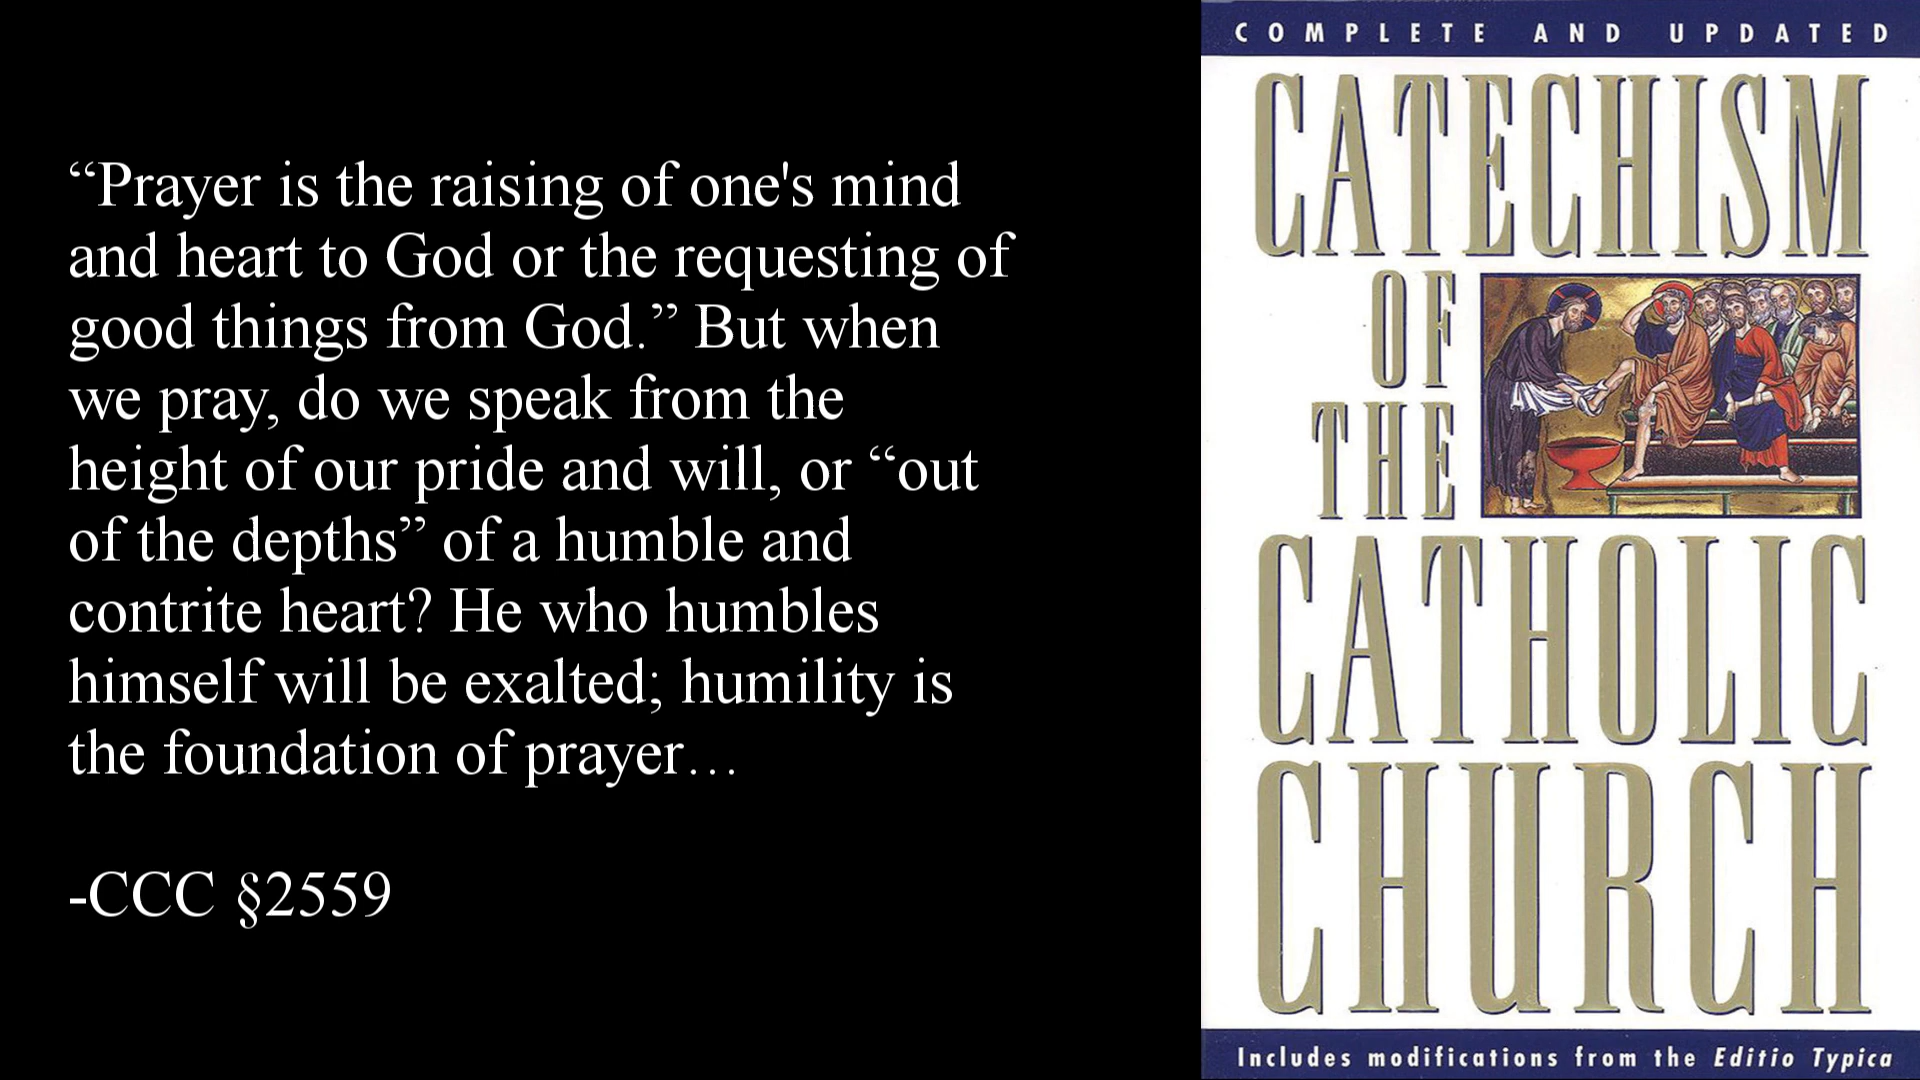 “Prayer is the raising of one's mind
and heart to God or the requesting of
good things from God.” But when
we pray, do we speak from the
height of our pride and will, or “out
of the depths” of a humble and
contrite heart? He who humbles
himself will be exalted; humility is
the foundation of prayer…
-CCC §2559
COMPLETE AND UPDATED
CATECHISM
OF
THE
CATHOLIC
CHURCH
Includes modifications from the Editio Typica